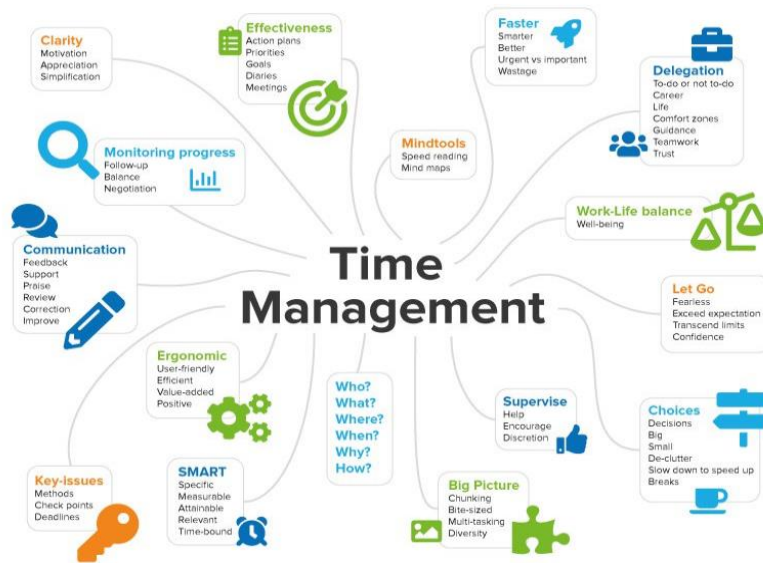 Clarity
Motivation
Appreciation
Simplification
Effectiveness
Action plans
Priorities
Goals
Diaries
Meetings
Faster
Smarter
Better
Urgent vs important
Wastage
Delegation
To-do or not to-do
Career
Life
Comfort zones
Guidance
Teamwork
Trust
Monitoring progress
Follow-up
Balance
Negotiation
Mindtools
Speed reading
Mind maps
Work-Life balance
Well-being
Communication
Feedback
Support
Praise
Review
Correction
Improve
Time
Management
Let Go
Fearless
Exceed expectation
Transcend limits
Confidence
Ergonomic
User-friendly
Efficient
Value-added
Positive
Who?
What?
Where?
When?
Why?
How?
Supervise
Help
Encourage
Discretion
Choices
Decisions
Big
Small
De-clutter
Slow down to speed up
Breaks
Key-issues
Methods
Check points
Deadlines
SMART
Specific
Measurable
Attainable
Relevant
Time-bound
Big Picture
Chunking
Bite-sized
Multi-tasking
Diversity